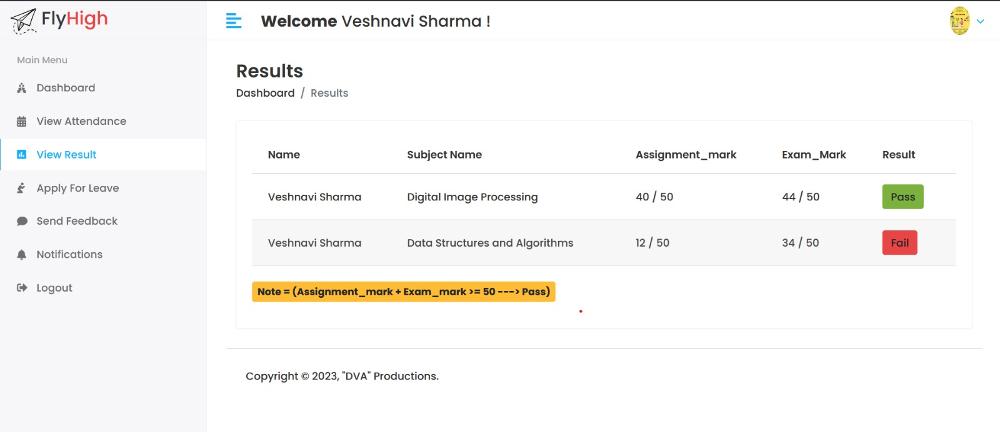 FlyHigh
Welcome Veshnavi Sharma !
Main Menu
Dashboard
View Attendance
View Result
Apply For Leave
Send Feedback
Notifications
Logout
Results
Dashboard / Results
Name Subject Name Assignment_mark Exam_Mark Result
Veshnavi Sharma Digital Image Processing 40 / 50 44 / 50 Pass
Veshnavi Sharma Data Structures and Algorithms 12 / 50 34 / 50 Fail
Note = (Assignment_mark + Exam_mark >= 50 ---> Pass)
Copyright © 2023, "DVA" Productions.